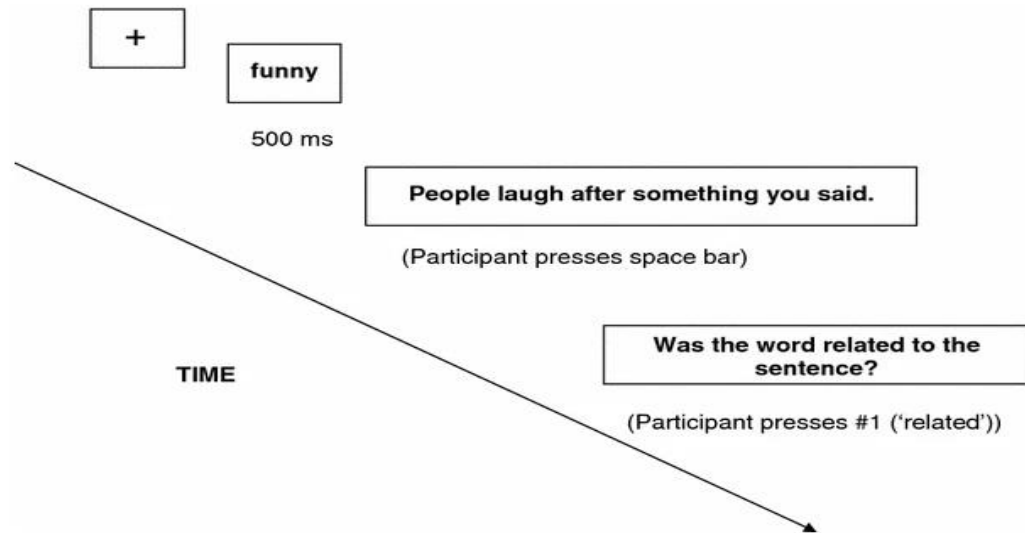 +
funny
500 ms
People laugh after something you said.
(Participant presses space bar)
Was the word related to the
sentence?
TIME
(Participant presses #1 (‘related’))